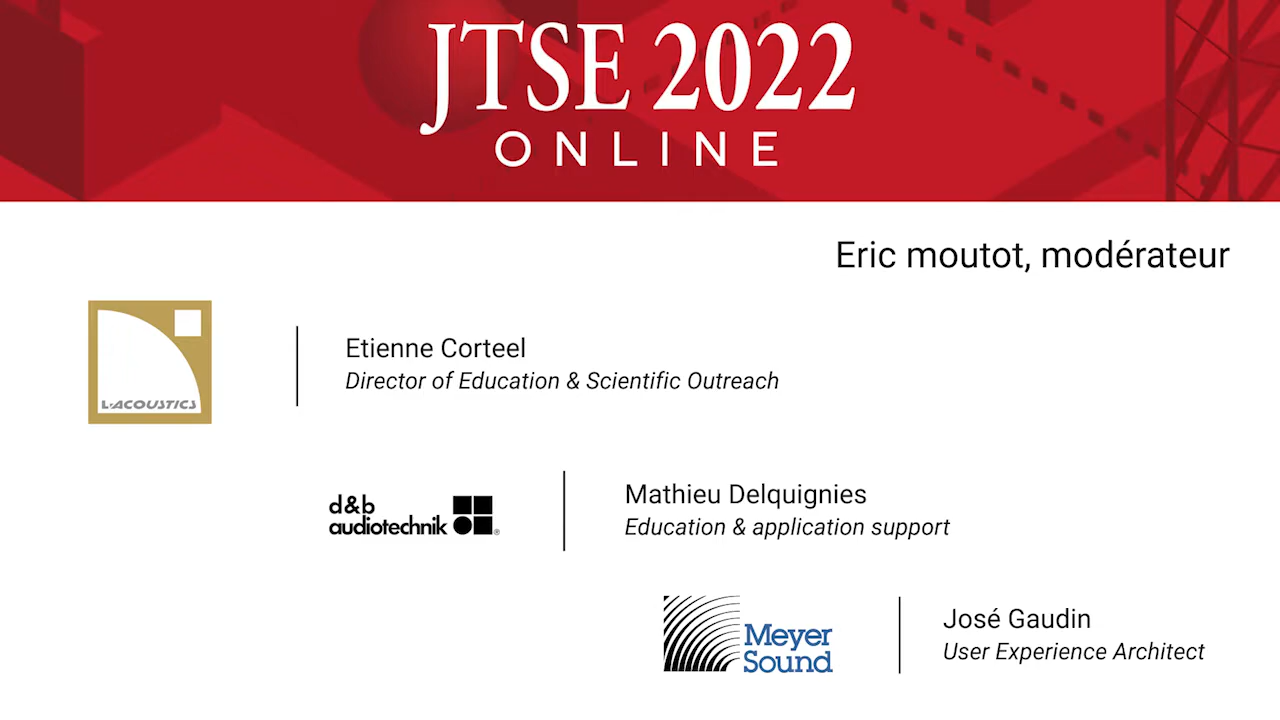 JTSE 2022
ONLINE
Eric moutot, modérateur
L-ACOUSTICS
Etienne Corteel
Director of Education & Scientific Outreach
d&b
audiotechnik ®
Mathieu Delquignies
Education & application support
Meyer
Sound
José Gaudin
User Experience Architect